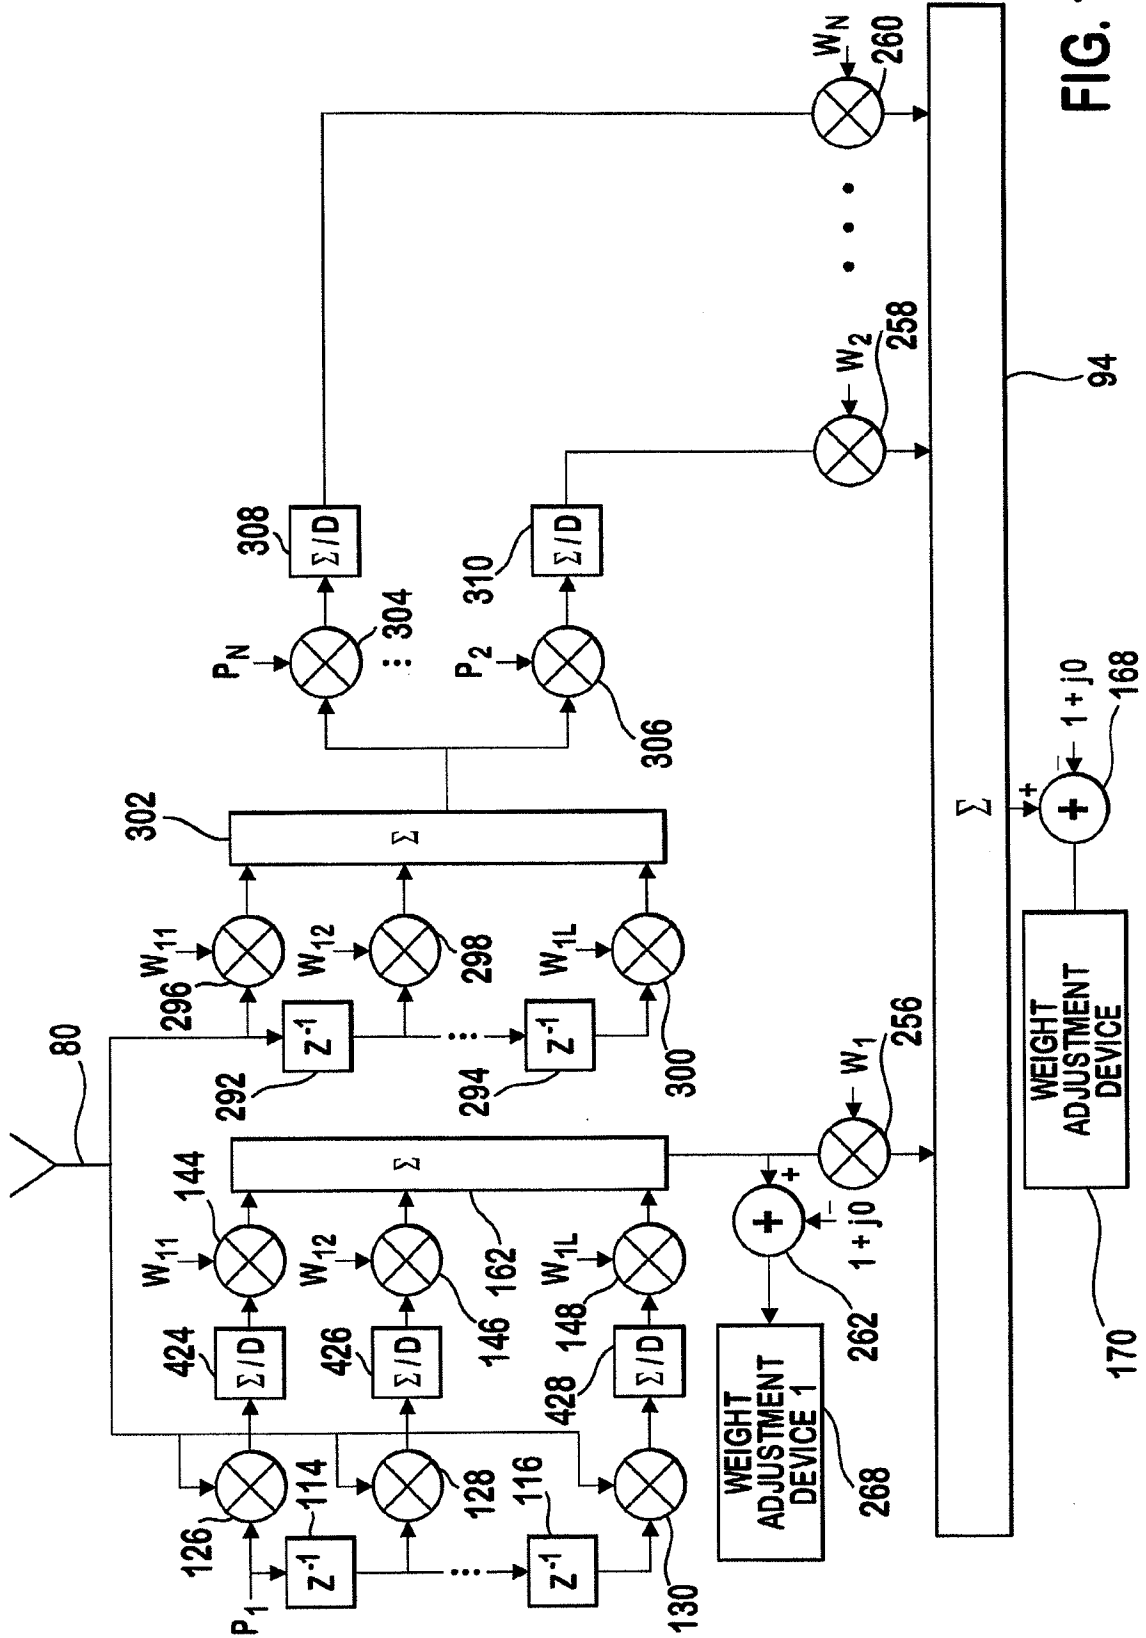 80
W11
144
424
Σ/D
W12
146
426
Σ/D
W1L
148
428
Σ/D
162
Σ
P1
126
114
Z-1
128
116
Z-1
130
W11
296
292
Z-1
W12
298
294
Z-1
W1L
300
302
Σ
PN
304
308
Σ/D
P2
306
310
Σ/D
WEIGHT
ADJUSTMENT
DEVICE 1
268
+
+
−
1 + j0
262
W1
256
W2
258
WN
260
Σ
94
+
+
−
1 + j0
168
WEIGHT
ADJUSTMENT
DEVICE
170
FIG.